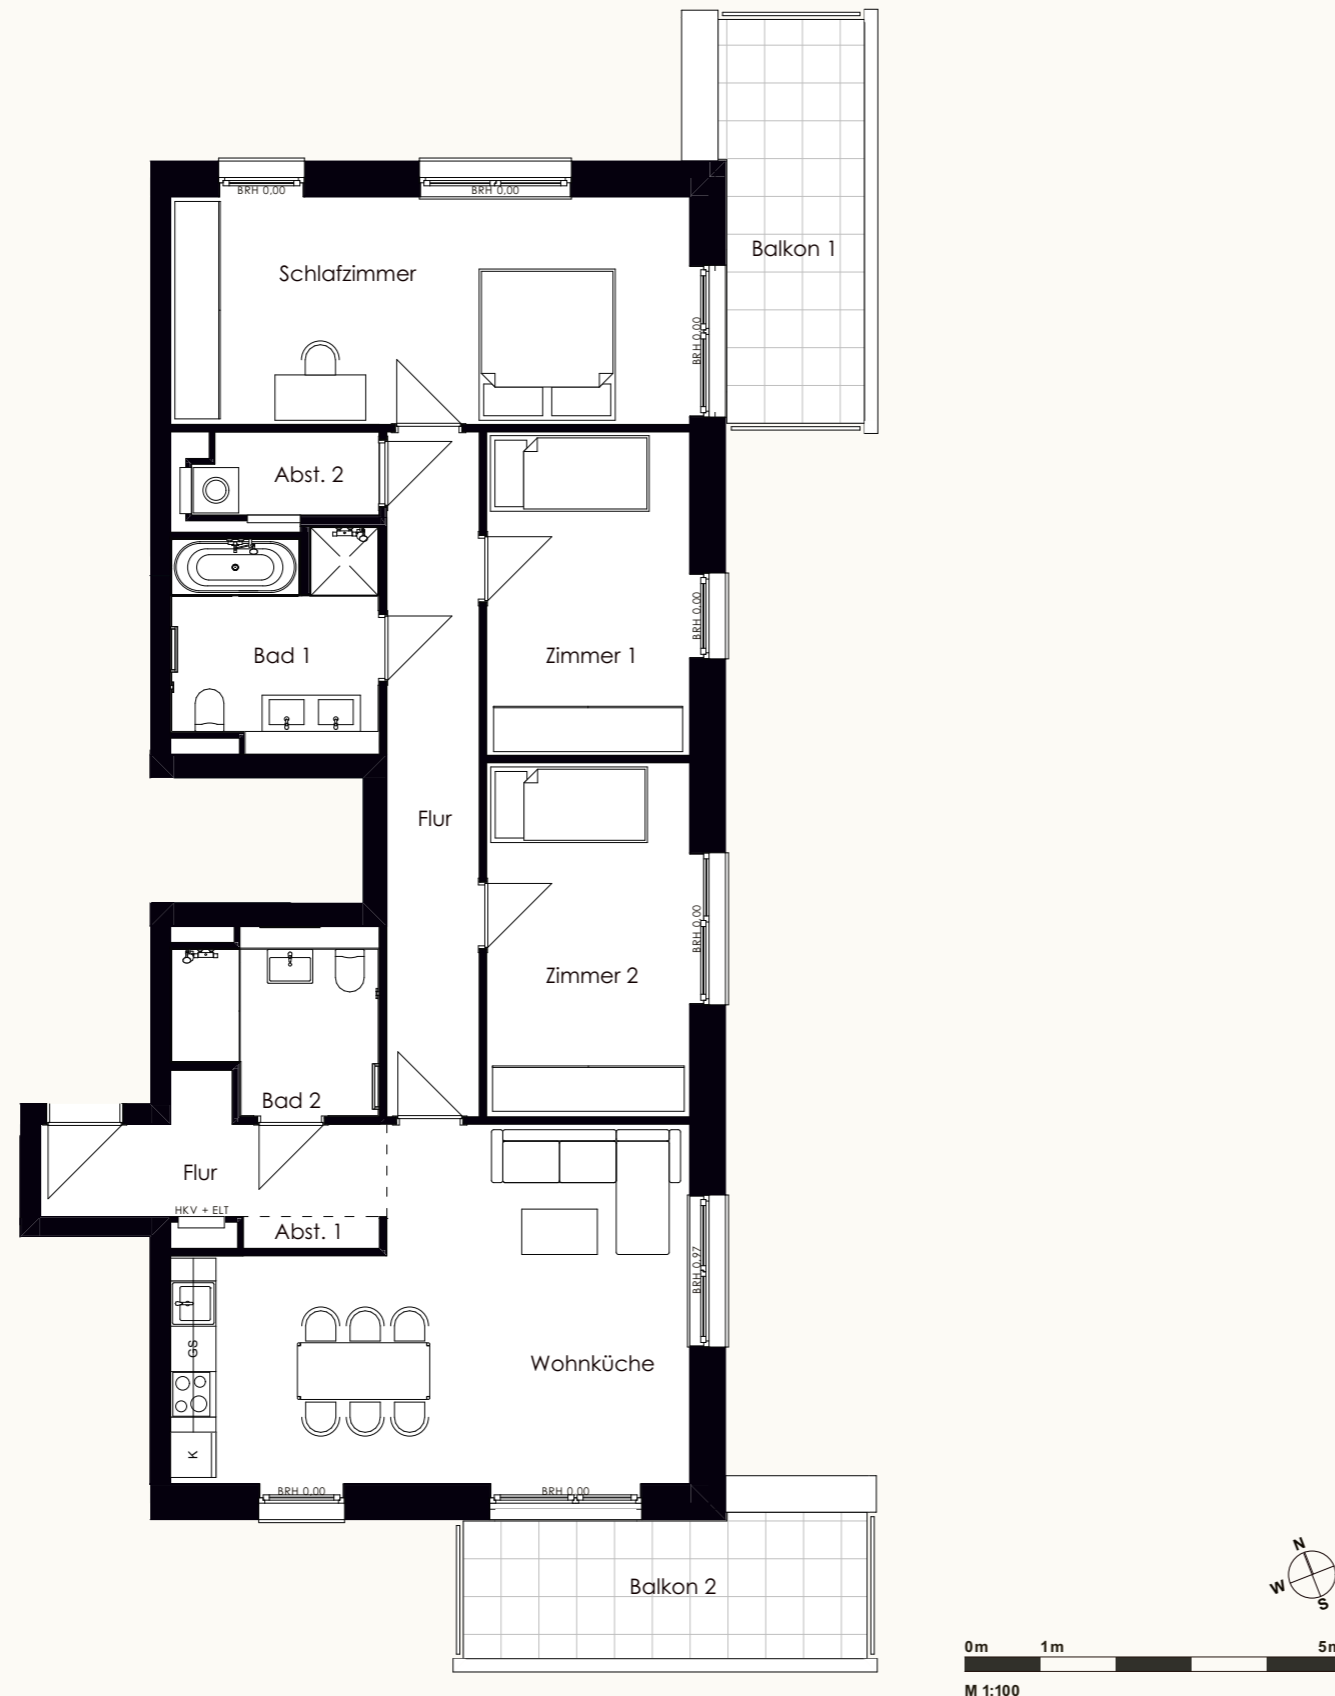 BRH 0,00
BRH 0,00
Balkon 1
Schlafzimmer
BRH 0,00
Abst. 2
BRH 0,00
Bad 1
Zimmer 1
Flur
BRH 0,00
Zimmer 2
Bad 2
Flur
HKV + ELT
Abst. 1
BRH 0,97
GS
Wohnküche
K
BRH 0,00
BRH 0,00
Balkon 2
N
W
S
0m 1m 5m
M 1:100